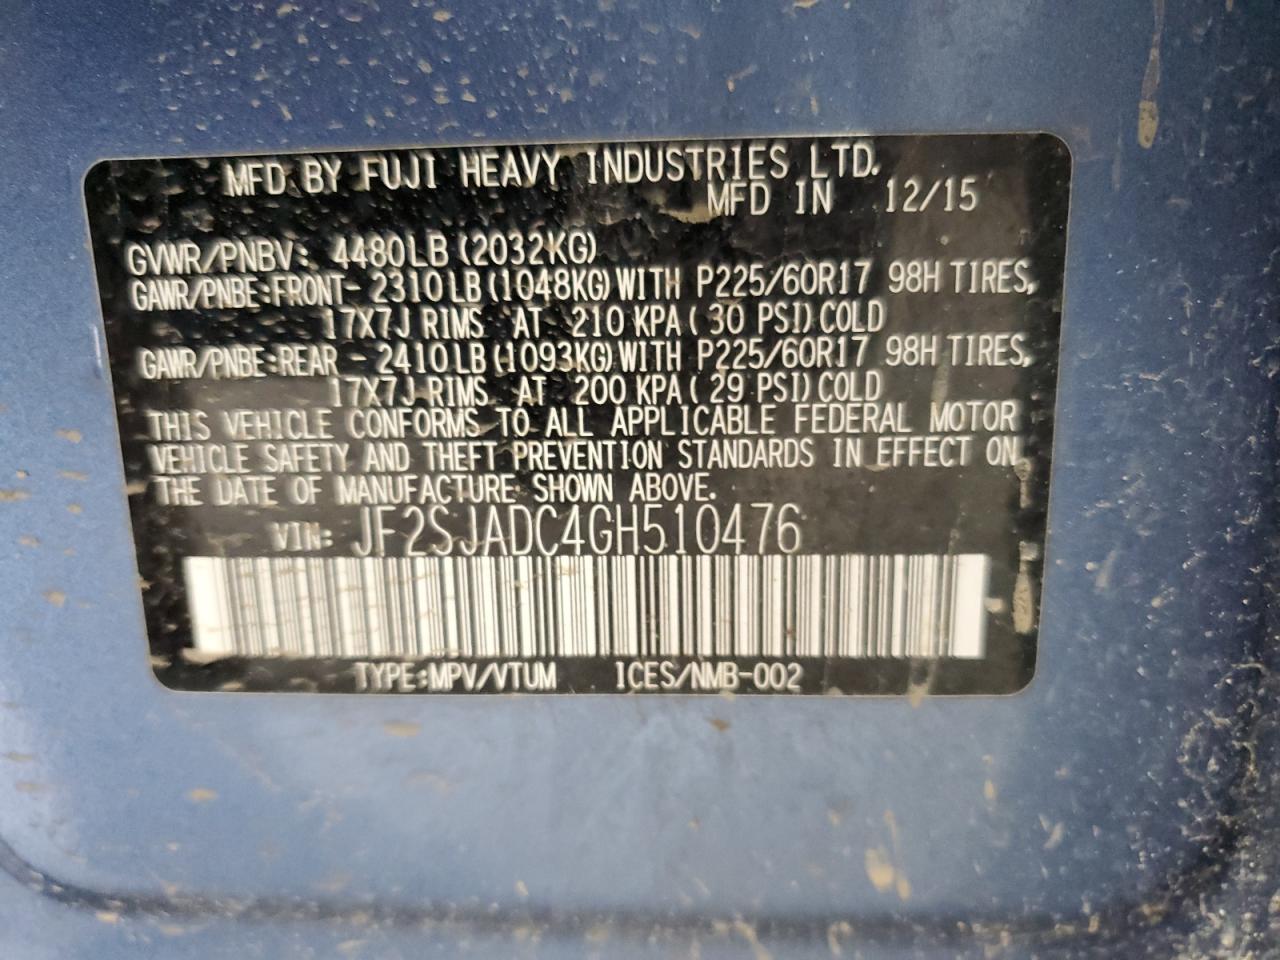 MFD BY FUJI HEAVY INDUSTRIES LTD.
MFD IN 12/15
GVWR/PNBV: 4480LB (2032KG)
GAWR/PNBE:FRONT- 2310LB (1048KG) WITH P225/60R17 98H TIRES,
17X7J RIMS AT 210 KPA ( 30 PSI) COLD
GAWR/PNBE:REAR - 2410LB (1093KG) WITH P225/60R17 98H TIRES,
17X7J RIMS AT 200 KPA ( 29 PSI) COLD
THIS VEHICLE CONFORMS TO ALL APPLICABLE FEDERAL MOTOR
VEHICLE SAFETY AND THEFT PREVENTION STANDARDS IN EFFECT ON
THE DATE OF MANUFACTURE SHOWN ABOVE.
VIN: JF2SJADC4GH510476
TYPE:MPV/VTUM ICES/NMB-002